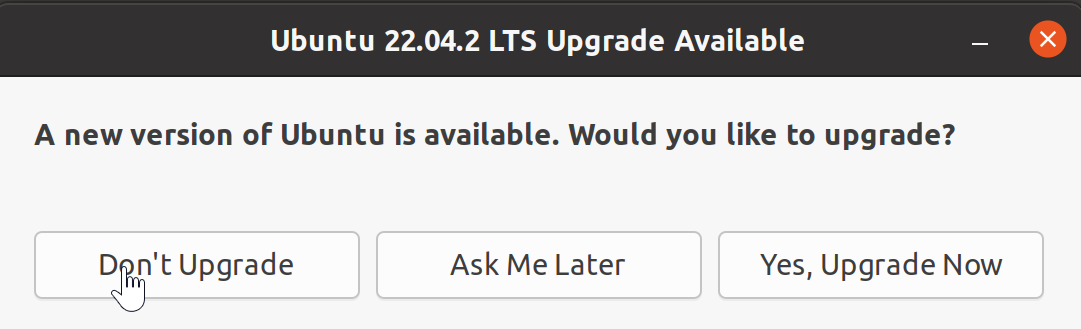 Ubuntu 22.04.2 LTS Upgrade Available
A new version of Ubuntu is available. Would you like to upgrade?
Don't Upgrade
Ask Me Later
Yes, Upgrade Now